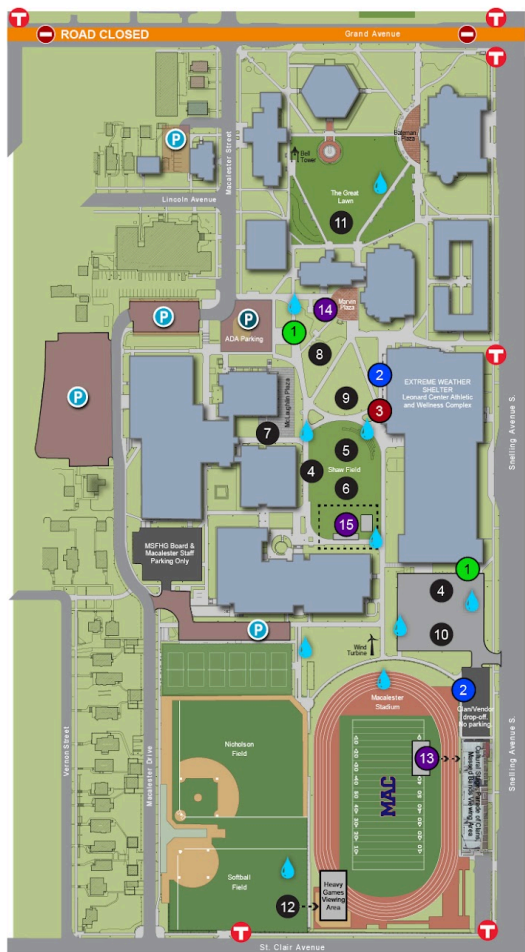 T
T
ROAD CLOSED
Grand Avenue
T
Macalester Street
Bateman
Plaza
P
Bell
Tower
The Great
Lawn
Lincoln Avenue
11
14
Marvin
Plaza
P
P
ADA Parking
1
8
T
2
EXTREME WEATHER
SHELTER
Leonard Center Athletic
and Wellness Complex
Snelling Avenue S.
P
McLaughlin Plaza
9
3
7
5
4
Shaw Field
6
15
MSFHG Board &
Macalester Staff
Parking Only
1
4
10
P
Wind
Turbine
2
Clan/Vendor
drop-off.
No parking.
Macalester
Stadium
Vernon Street
Macalester Drive
Nicholson
Field
13
Snelling Avenue S.
MAC
Softball
Field
12
Heavy
Games
Viewing
Area
T
T
St. Clair Avenue